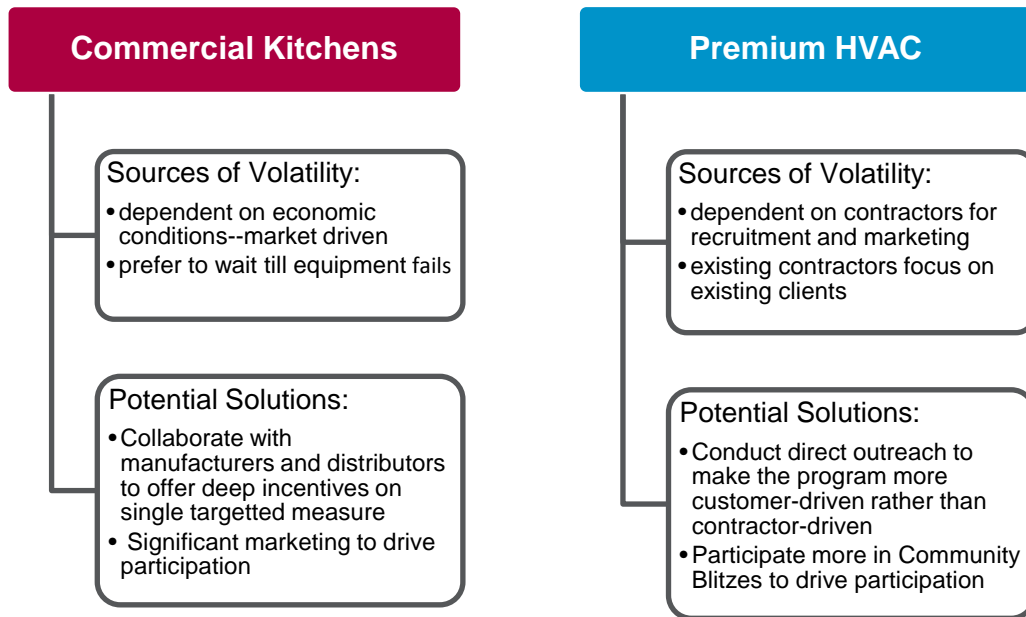 Commercial Kitchens
Sources of Volatility:
•dependent on economic
conditions--market driven
•prefer to wait till equipment fails
Potential Solutions:
•Collaborate with
manufacturers and distributors
to offer deep incentives on
single targetted measure
• Significant marketing to drive
participation
Premium HVAC
Sources of Volatility:
•dependent on contractors for
recruitment and marketing
•existing contractors focus on
existing clients
Potential Solutions:
•Conduct direct outreach to
make the program more
customer-driven rather than
contractor-driven
•Participate more in Community
Blitzes to drive participation